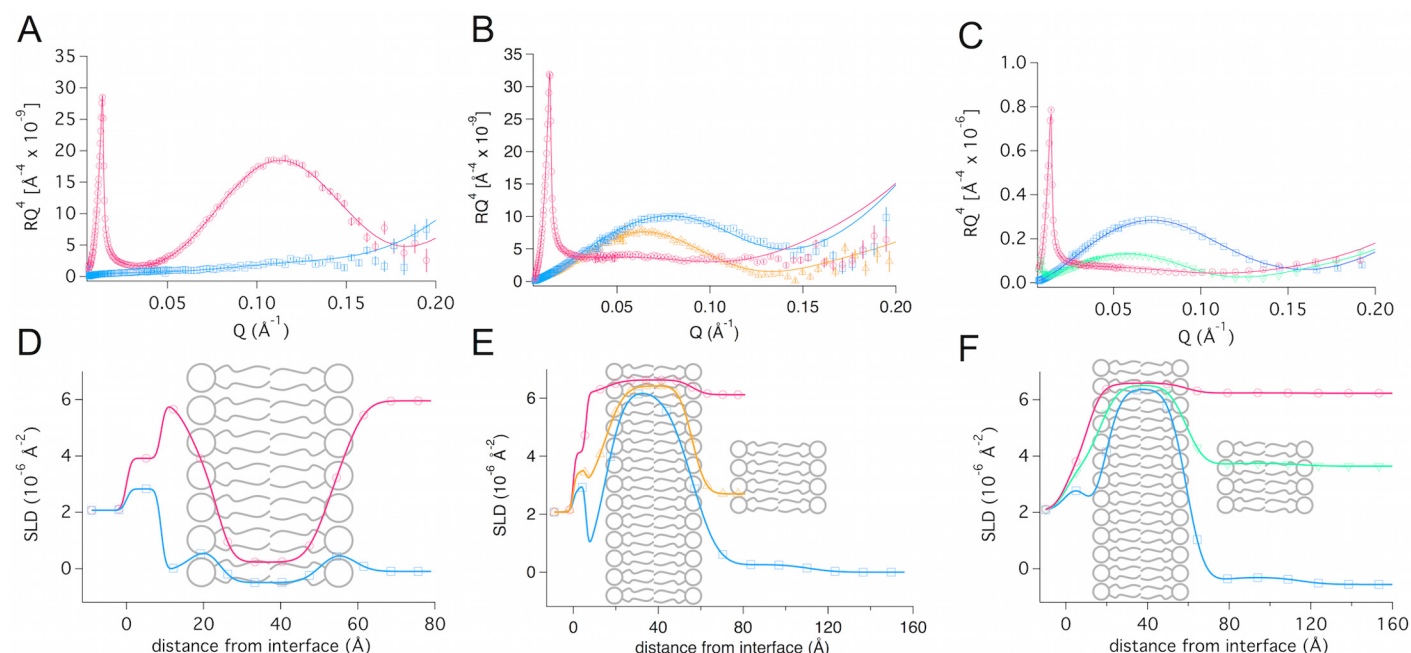 A
35
30
25
20
15
10
5
0
RQ⁴ [Å⁻⁴ x 10⁻⁹]
0.05 0.10 0.15 0.20
Q (Å⁻¹)
B
35
30
25
20
15
10
5
0
RQ⁴ [Å⁻⁴ x 10⁻⁹]
0.05 0.10 0.15 0.20
Q (Å⁻¹)
C
1.0
0.8
0.6
0.4
0.2
0.0
RQ⁴ [Å⁻⁴ x 10⁻⁶]
0.05 0.10 0.15 0.20
Q (Å⁻¹)
D
6
4
2
0
SLD (10⁻⁶ Å⁻²)
0 20 40 60 80
distance from interface (Å)
E
6
4
2
0
SLD (10⁻⁶ Å⁻²)
0 40 80 120 160
distance from interface (Å)
F
6
4
2
0
SLD (10⁻⁶ Å⁻²)
0 40 80 120 160
distance from interface (Å)